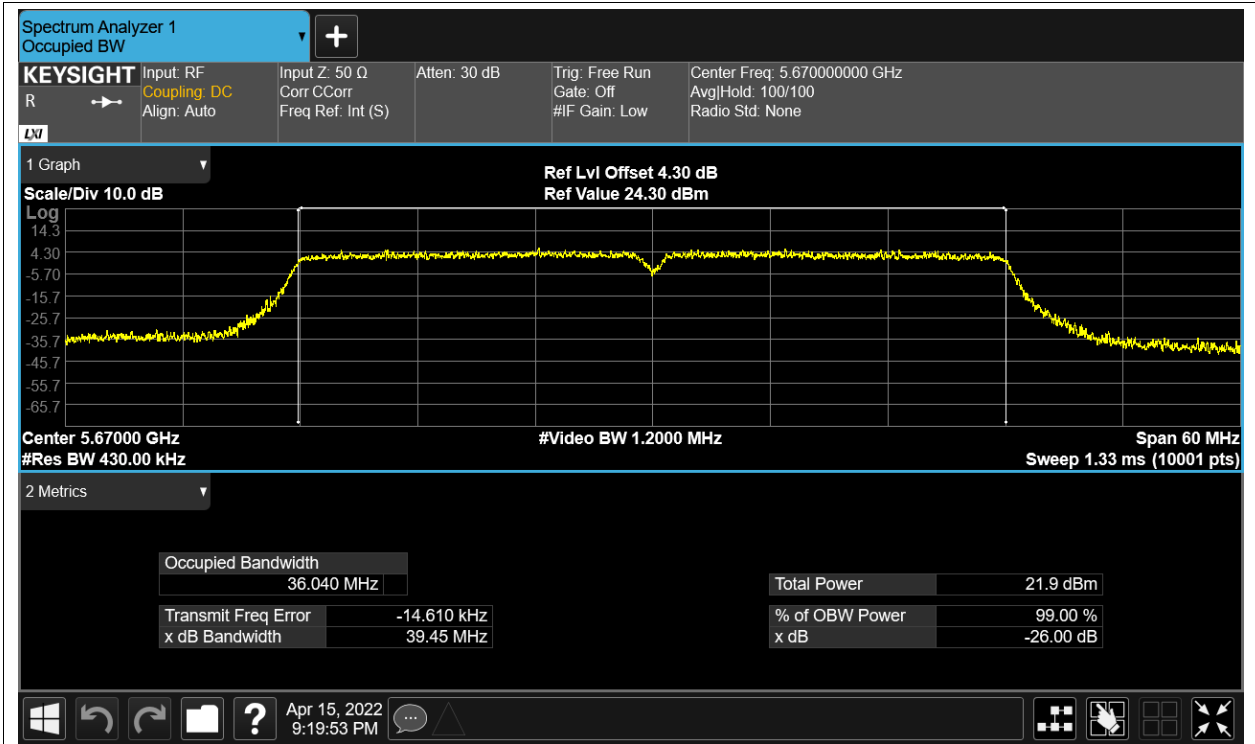 Spectrum Analyzer 1
Occupied BW
KEYSIGHT
R
LXI
Input: RF
Coupling: DC
Align: Auto
Input Z: 50 Ω
Corr CCorr
Freq Ref: Int (S)
Atten: 30 dB
Trig: Free Run
Gate: Off
#IF Gain: Low
Center Freq: 5.670000000 GHz
Avg|Hold: 100/100
Radio Std: None
1 Graph
Scale/Div 10.0 dB
Ref Lvl Offset 4.30 dB
Ref Value 24.30 dBm
Log
14.3
4.30
-5.70
-15.7
-25.7
-35.7
-45.7
-55.7
-65.7
Center 5.67000 GHz
#Video BW 1.2000 MHz
Span 60 MHz
#Res BW 430.00 kHz
Sweep 1.33 ms (10001 pts)
2 Metrics
Occupied Bandwidth
36.040 MHz
Total Power 21.9 dBm
Transmit Freq Error -14.610 kHz
% of OBW Power 99.00 %
x dB Bandwidth 39.45 MHz
x dB -26.00 dB
?
Apr 15, 2022
9:19:53 PM